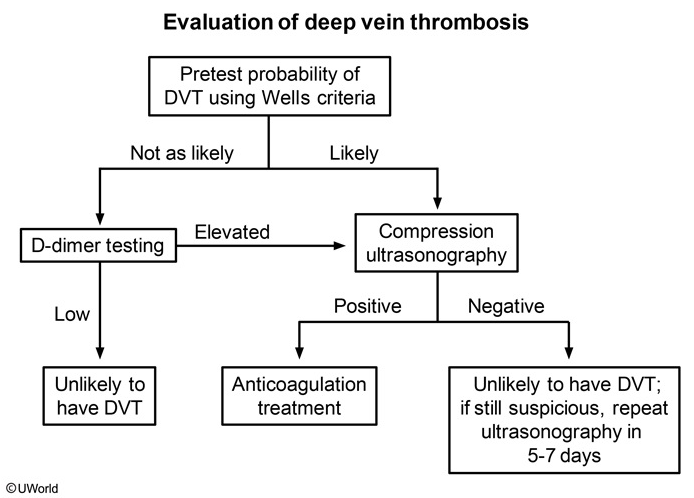 Evaluation of deep vein thrombosis
Pretest probability of
DVT using Wells criteria
Not as likely
Likely
D-dimer testing
Elevated
Compression
ultrasonography
Low
Positive
Negative
Unlikely to
have DVT
Anticoagulation
treatment
Unlikely to have DVT;
if still suspicious, repeat
ultrasonography in
5-7 days
©UWorld